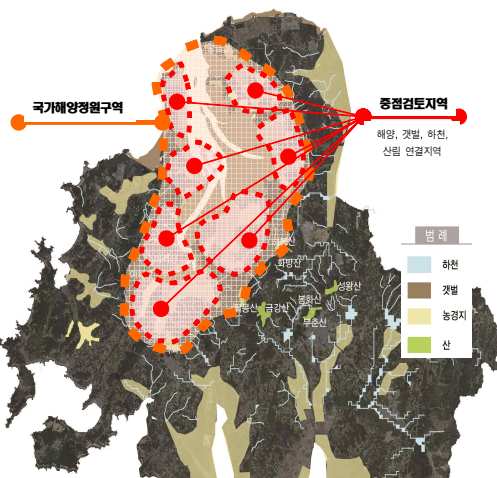 국가해양정원구역
중점검토지역
해양, 갯벌, 하천,
산림 연결지역
범 례
하천
갯벌
농경지
산
화방산
성왕산
봉화산
금강산
부춘산